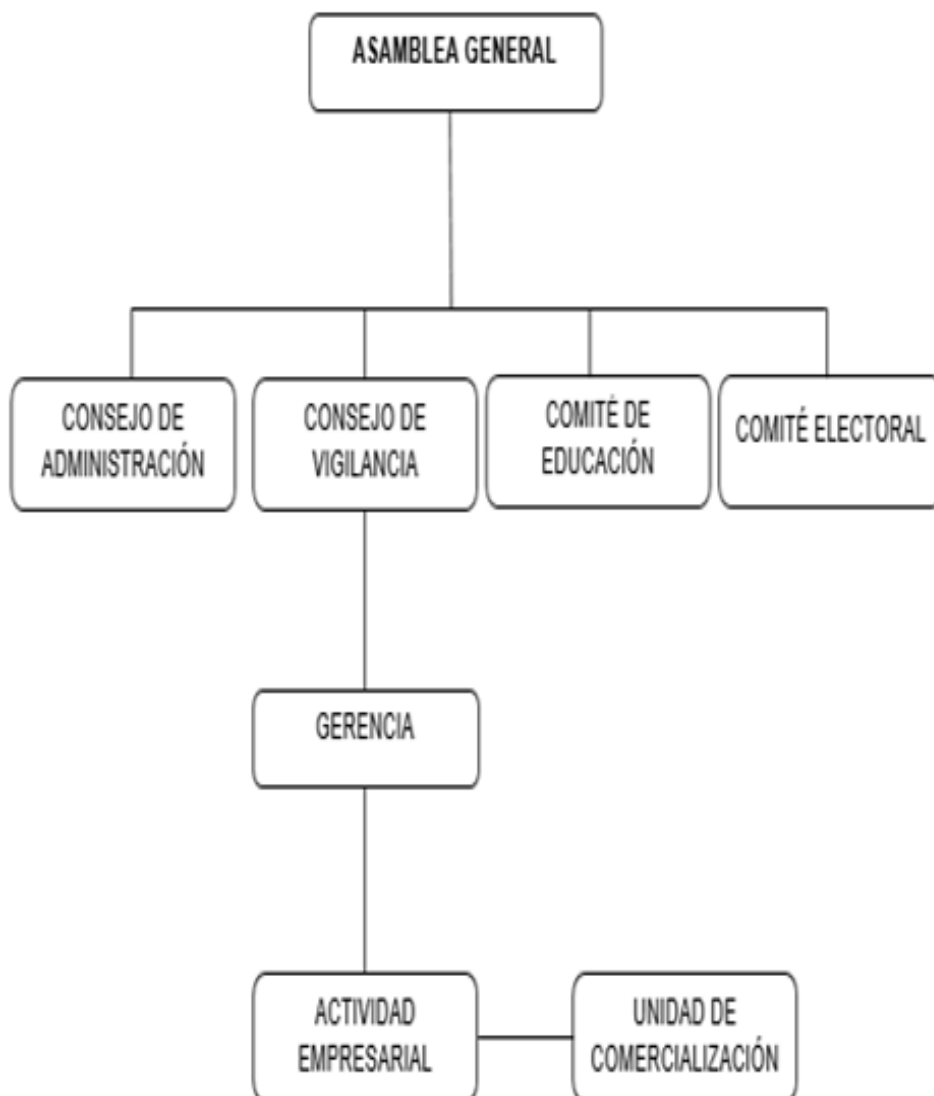 ASAMBLEA GENERAL
CONSEJO DE
ADMINISTRACIÓN
CONSEJO DE
VIGILANCIA
COMITÉ DE
EDUCACIÓN
COMITÉ ELECTORAL
GERENCIA
ACTIVIDAD
EMPRESARIAL
UNIDAD DE
COMERCIALIZACIÓN